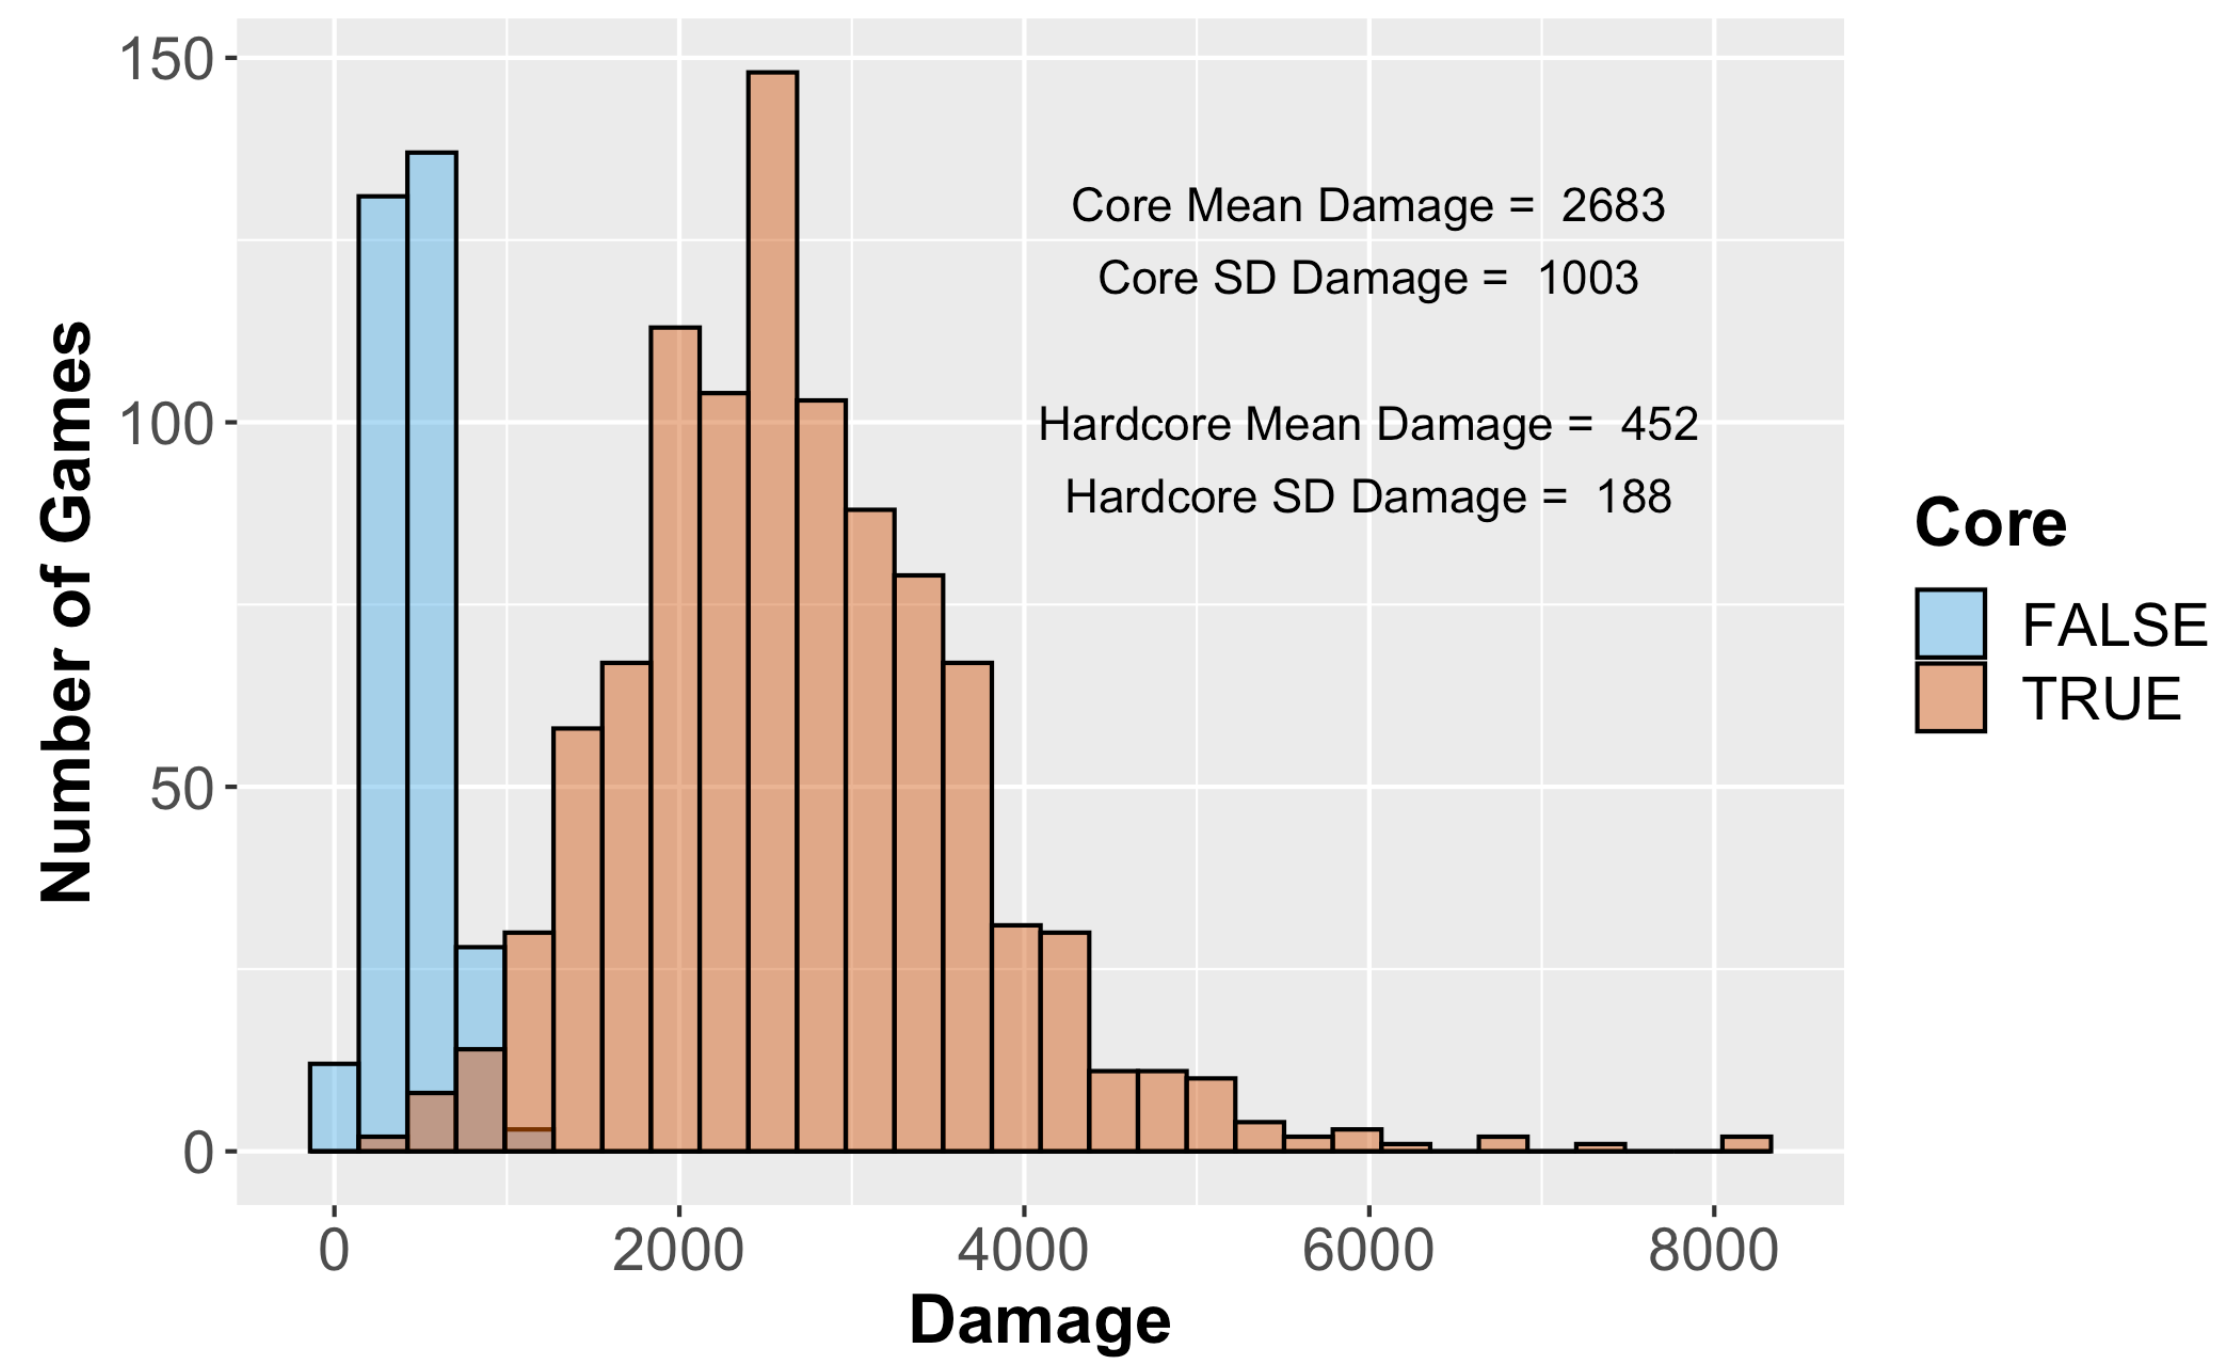 150
100
50
0
Number of Games
Core Mean Damage =  2683
Core SD Damage =  1003
Hardcore Mean Damage =  452
Hardcore SD Damage =  188
0 2000 4000 6000 8000
Damage
Core
FALSE
TRUE